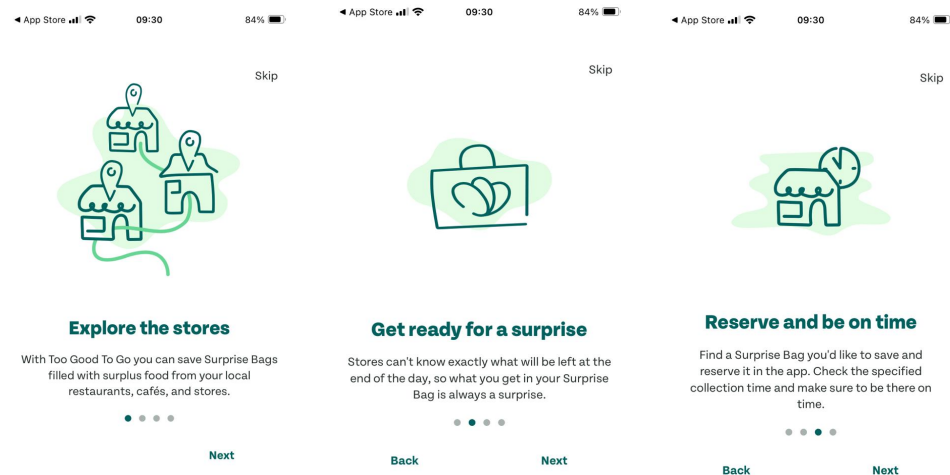 ◀ App Store
09:30
84%
Skip
Explore the stores
With Too Good To Go you can save Surprise Bags
filled with surplus food from your local
restaurants, cafés, and stores.
Next
◀ App Store
09:30
84%
Skip
Get ready for a surprise
Stores can't know exactly what will be left at the
end of the day, so what you get in your Surprise
Bag is always a surprise.
Back
Next
◀ App Store
09:30
84%
Skip
Reserve and be on time
Find a Surprise Bag you'd like to save and
reserve it in the app. Check the specified
collection time and make sure to be there on
time.
Back
Next